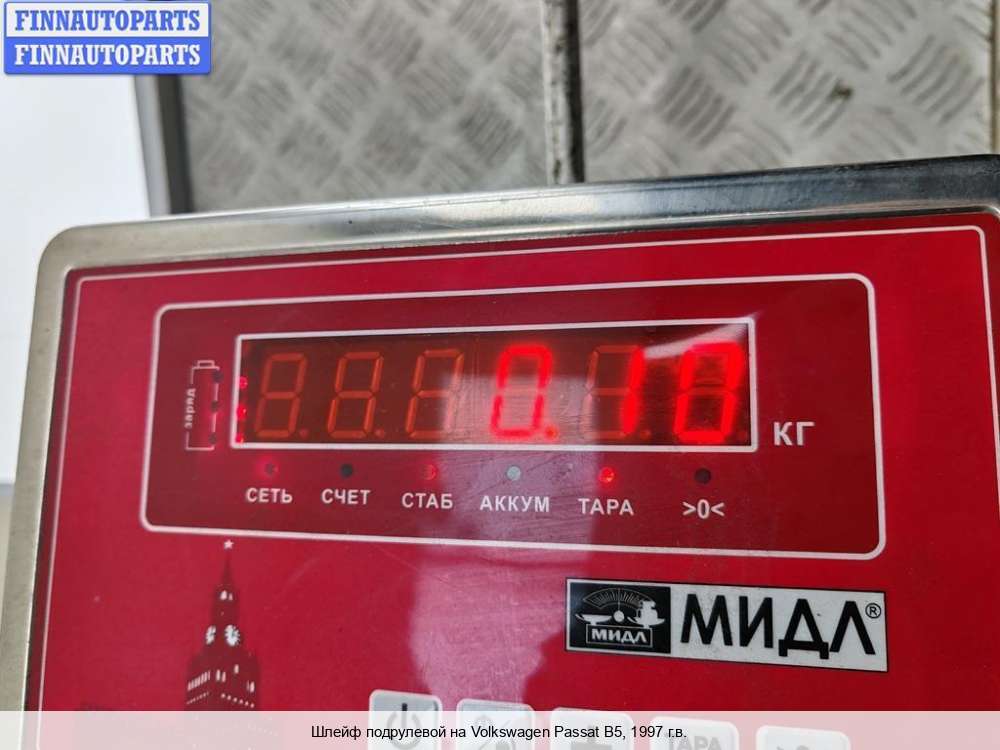 FINNAUTOPARTS
FINNAUTOPARTS
заряд
0.10
КГ
СЕТЬ СЧЕТ СТАБ АККУМ ТАРА >0<
МИДЛ МИДЛ®
ТАРА
Шлейф подрулевой на Volkswagen Passat B5, 1997 г.в.